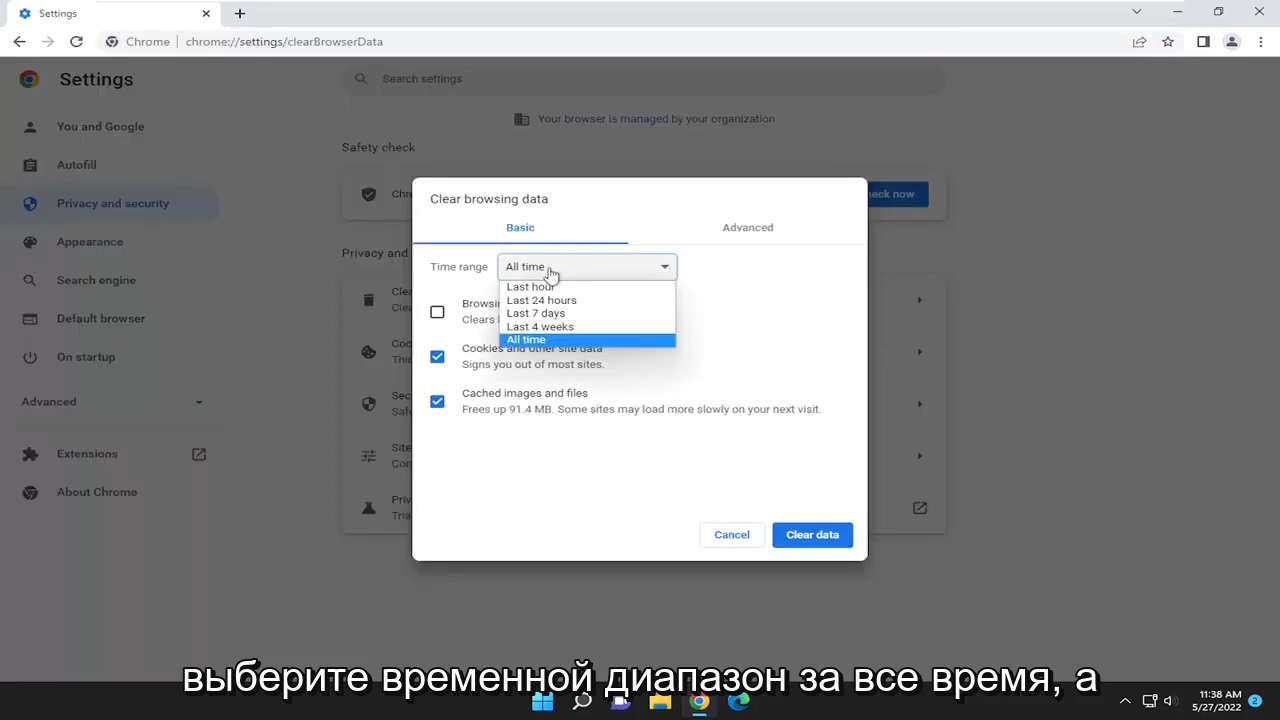 Settings
Chrome
chrome://settings/clearBrowserData
Settings
Search settings
Your browser is managed by your organization
You and Google
Autofill
Privacy and security
Appearance
Search engine
Default browser
On startup
Advanced
Extensions
About Chrome
Safety check
Privacy and
Clear browsing data
Basic
Advanced
Time range
All time
Last hour
Last 24 hours
Last 7 days
Last 4 weeks
All time
Clears
Cookies and other site data
Signs you out of most sites.
Cached images and files
Frees up 91.4 MB. Some sites may load more slowly on your next visit.
Cancel
Clear data
выберите временной диапазон за все время, а
11:38 AM
5/27/2022
2